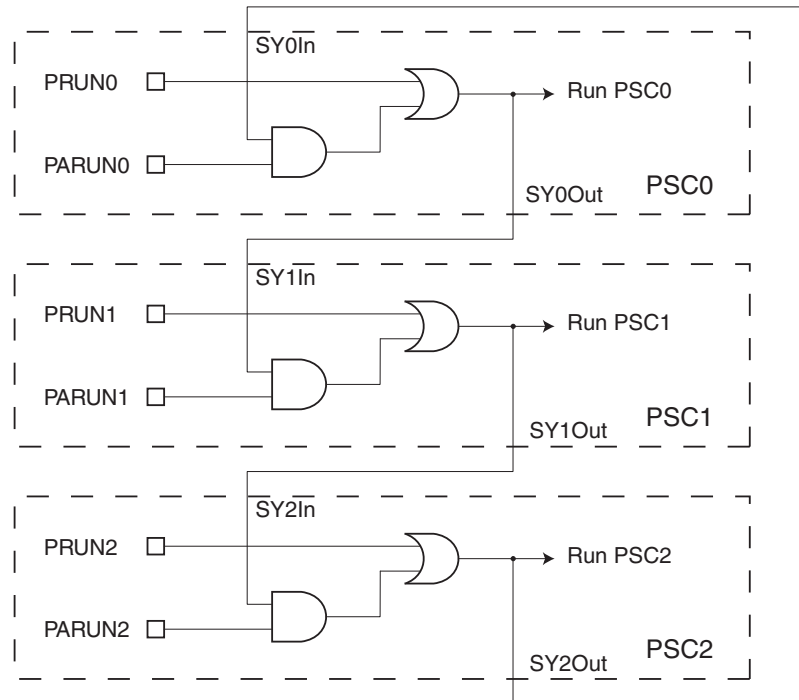 SY0In
PRUN0
Run PSC0
PARUN0
PSC0
SY0Out
SY1In
PRUN1
Run PSC1
PARUN1
PSC1
SY1Out
SY2In
PRUN2
Run PSC2
PARUN2
PSC2
SY2Out